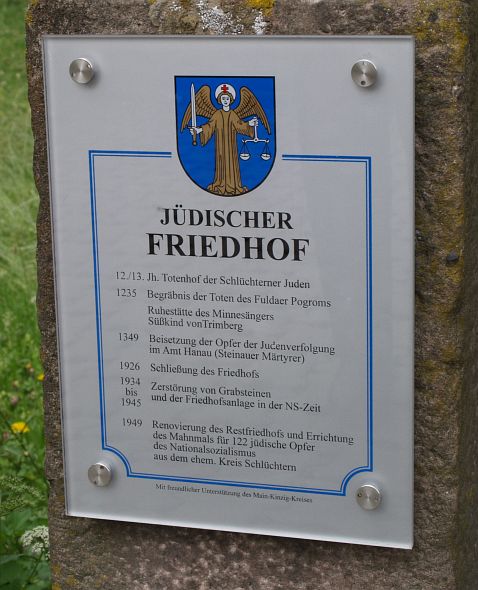 JÜDISCHER
FRIEDHOF
12./13. Jh. Totenhof der Schlüchterner Juden
1235 Begräbnis der Toten des Fuldaer Pogroms
Ruhestätte des Minnesängers
Süßkind vonTrimberg
1349 Beisetzung der Opfer der Judenverfolgung
im Amt Hanau (Steinauer Märtyrer)
1926 Schließung des Friedhofs
1934
bis
1945
Zerstörung von Grabsteinen
und der Friedhofsanlage in der NS-Zeit
1949 Renovierung des Restfriedhofs und Errichtung
des Mahnmals für 122 jüdische Opfer
des Nationalsozialismus
aus dem ehem. Kreis Schlüchtern
Mit freundlicher Unterstützung des Main-Kinzig-Kreises